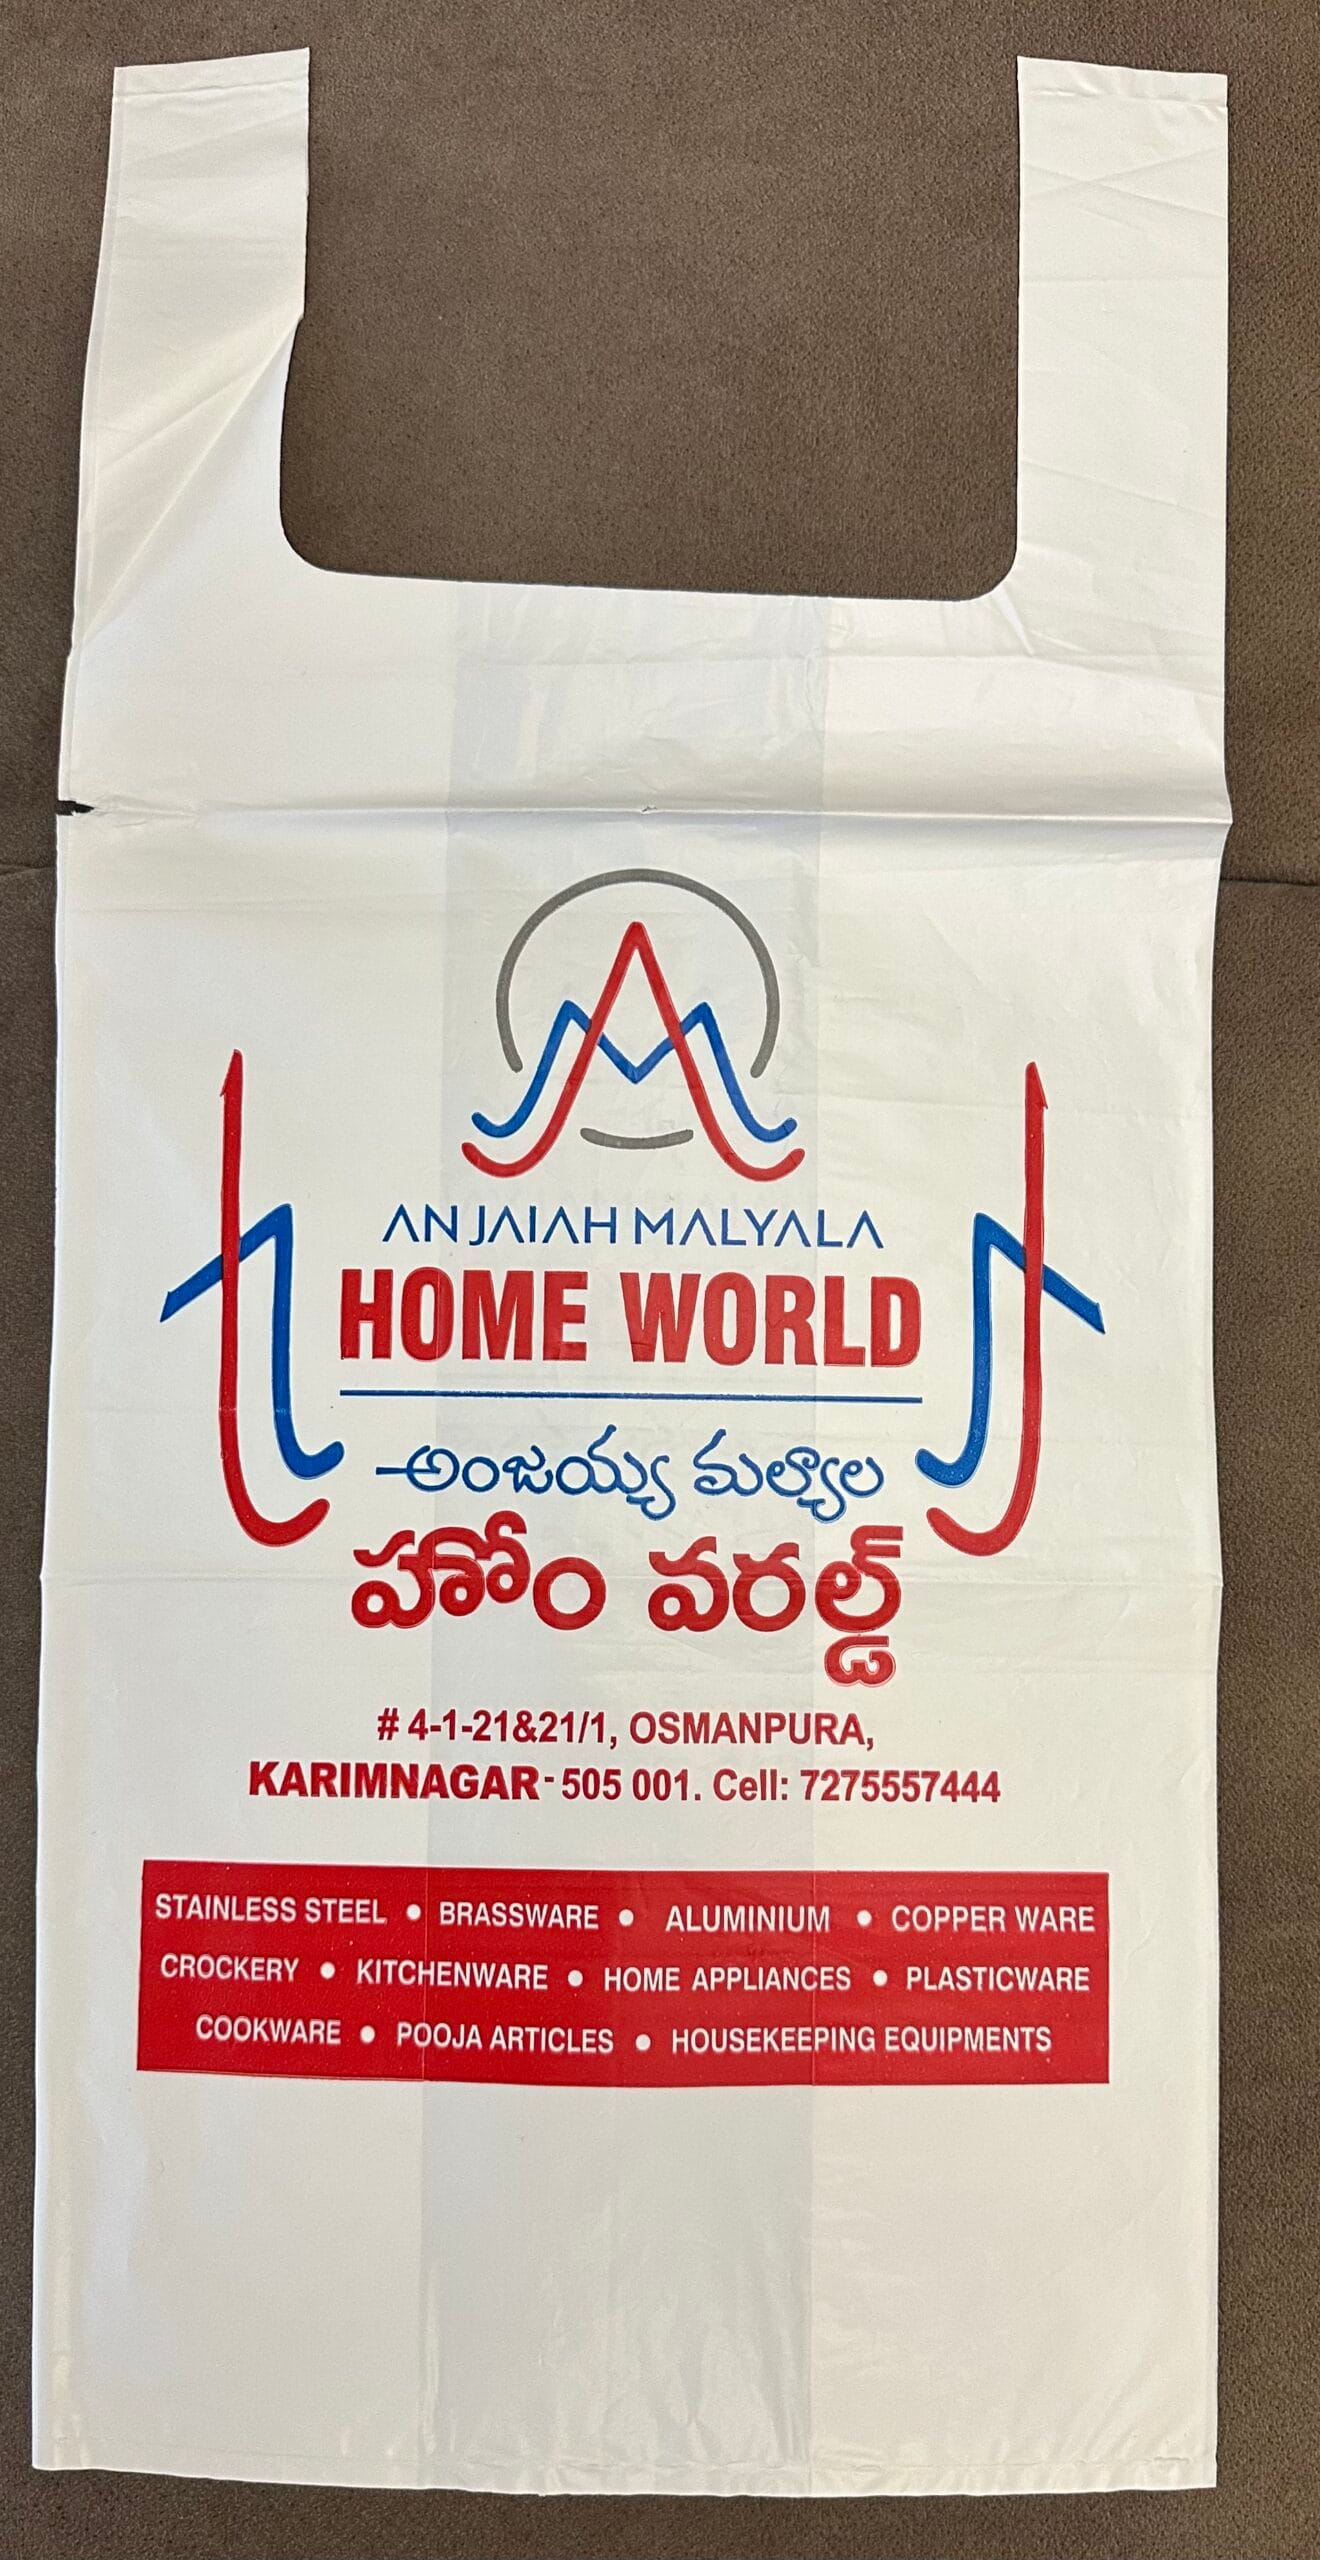 ANJAIAH MALYALA
HOME WORLD
అంజయ్య మల్యాల
హోం వరల్డ్
# 4-1-21&21/1, OSMANPURA,
KARIMNAGAR - 505 001. Cell: 7275557444
STAINLESS STEEL • BRASSWARE • ALUMINIUM • COPPER WARE
CROCKERY • KITCHENWARE • HOME APPLIANCES • PLASTICWARE
COOKWARE • POOJA ARTICLES • HOUSEKEEPING EQUIPMENTS